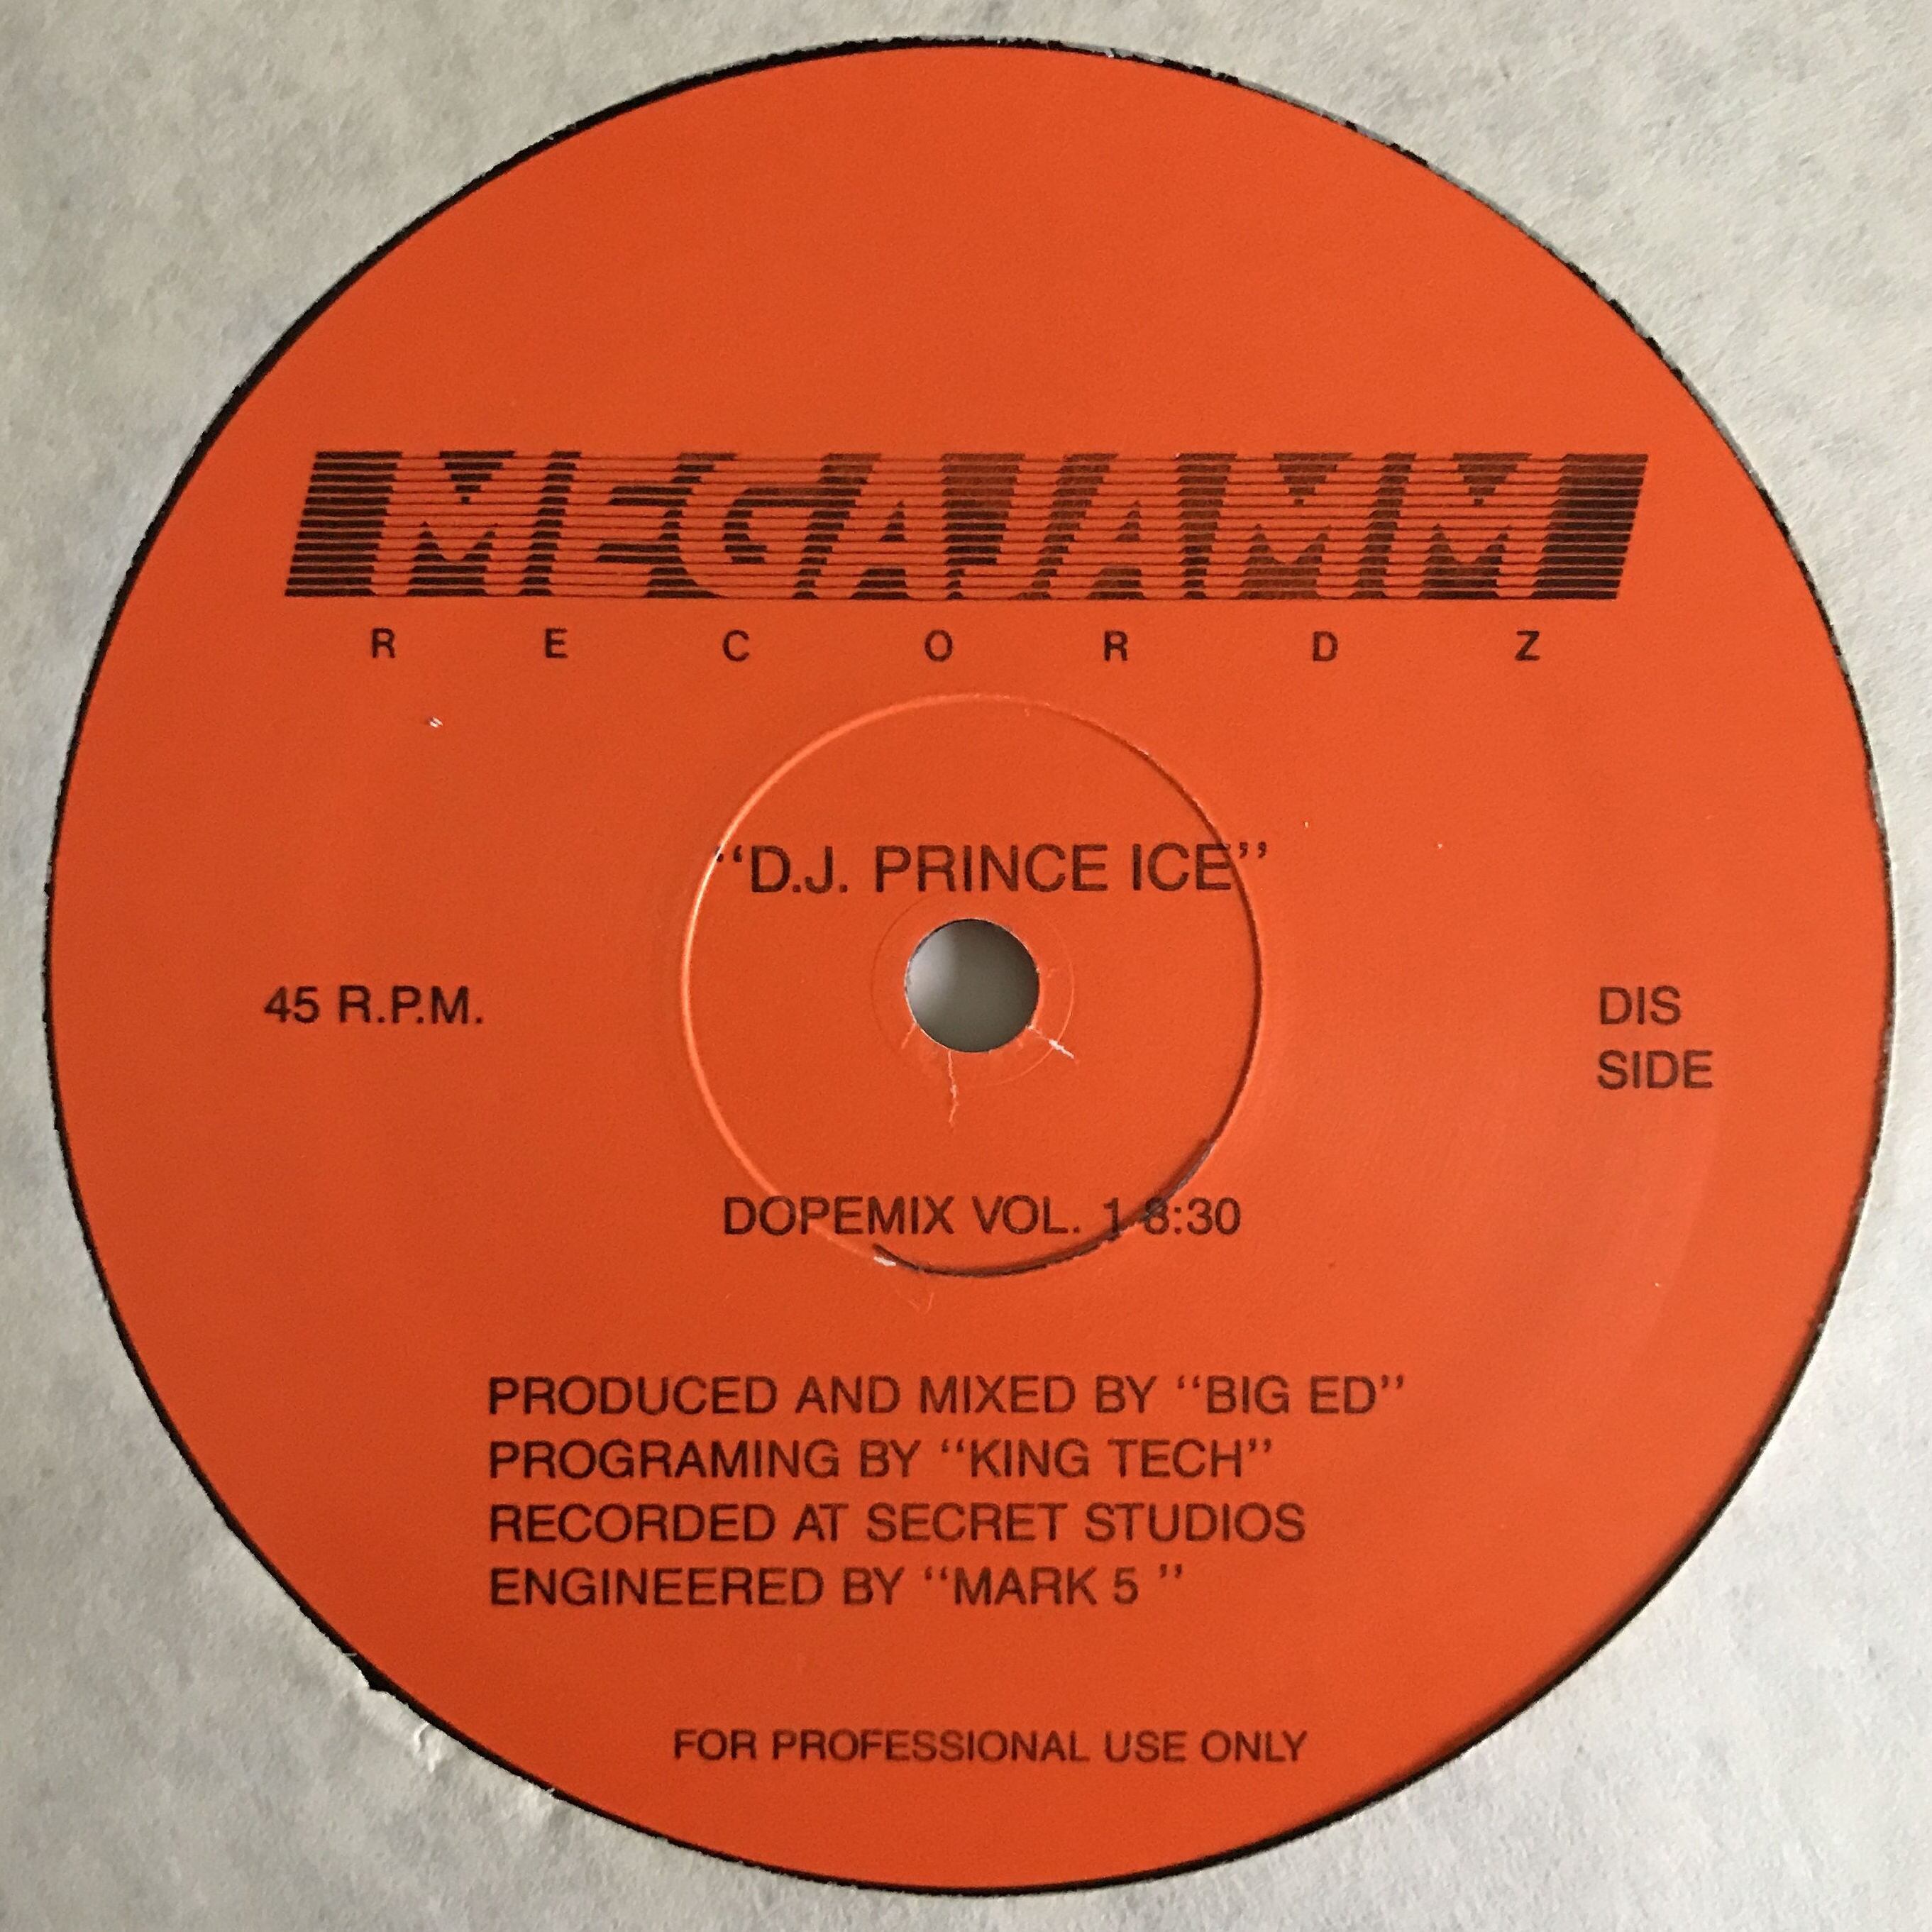 MEGAJAMM
RECORDZ
"D.J. PRINCE ICE"
45 R.P.M.
DIS
SIDE
DOPEMIX VOL. 1 8:30
PRODUCED AND MIXED BY "BIG ED"
PROGRAMING BY "KING TECH"
RECORDED AT SECRET STUDIOS
ENGINEERED BY "MARK 5 "
FOR PROFESSIONAL USE ONLY